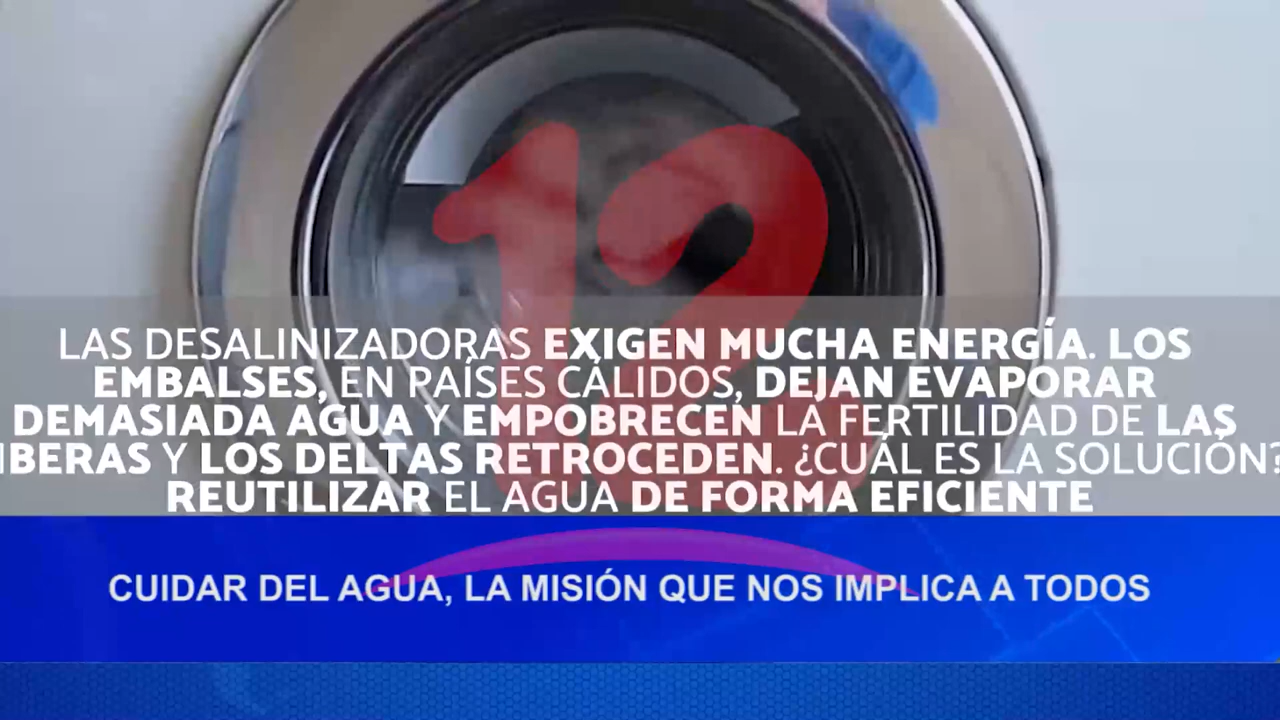 12
LAS DESALINIZADORAS EXIGEN MUCHA ENERGÍA. LOS
EMBALSES, EN PAÍSES CÁLIDOS, DEJAN EVAPORAR
DEMASIADA AGUA Y EMPOBRECEN LA FERTILIDAD DE LAS
IBERAS Y LOS DELTAS RETROCEDEN. ¿CUÁL ES LA SOLUCIÓN?
REUTILIZAR EL AGUA DE FORMA EFICIENTE
CUIDAR DEL AGUA, LA MISIÓN QUE NOS IMPLICA A TODOS